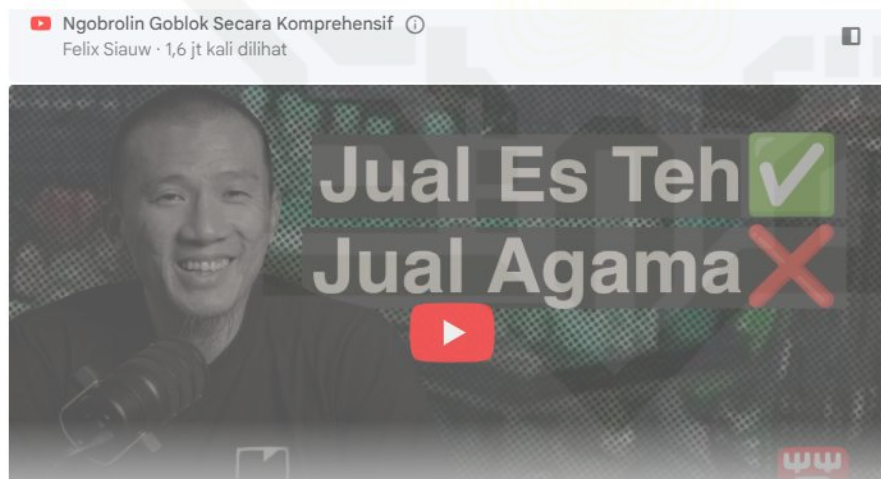 Ngobrolin Goblok Secara Komprehensif
Felix Siauw · 1,6 jt kali dilihat
Jual Es Teh✅
Jual Agama❌